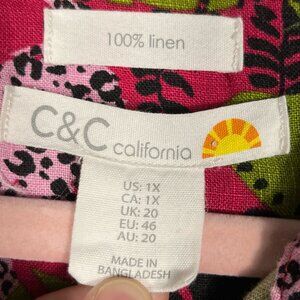 100% linen
C&C california
US: 1X
CA: 1X
UK: 20
EU: 46
AU: 20
MADE IN
BANGLADESH